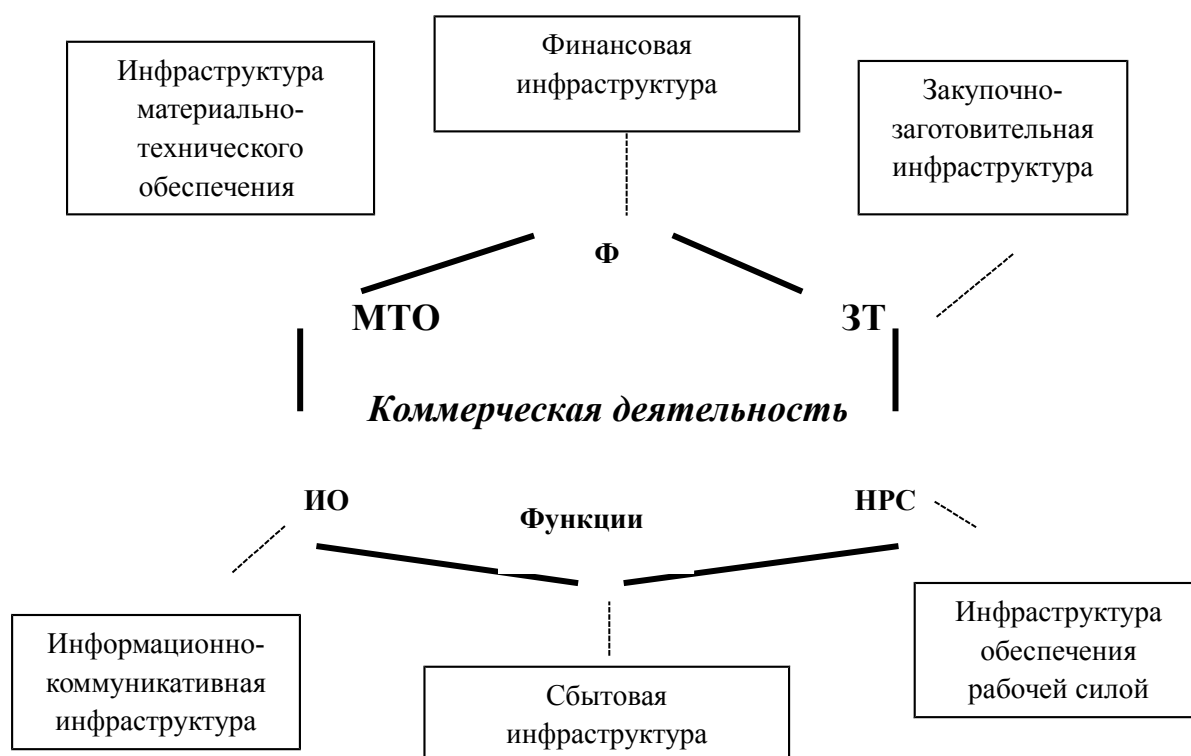 Финансовая
инфраструктура
Инфраструктура
материально-
технического
обеспечения
Закупочно-
заготовительная
инфраструктура
Ф
МТО
ЗТ
Коммерческая деятельность
ИО
Функции
НРС
Информационно-
коммуникативная
инфраструктура
Сбытовая
инфраструктура
Инфраструктура
обеспечения
рабочей силой